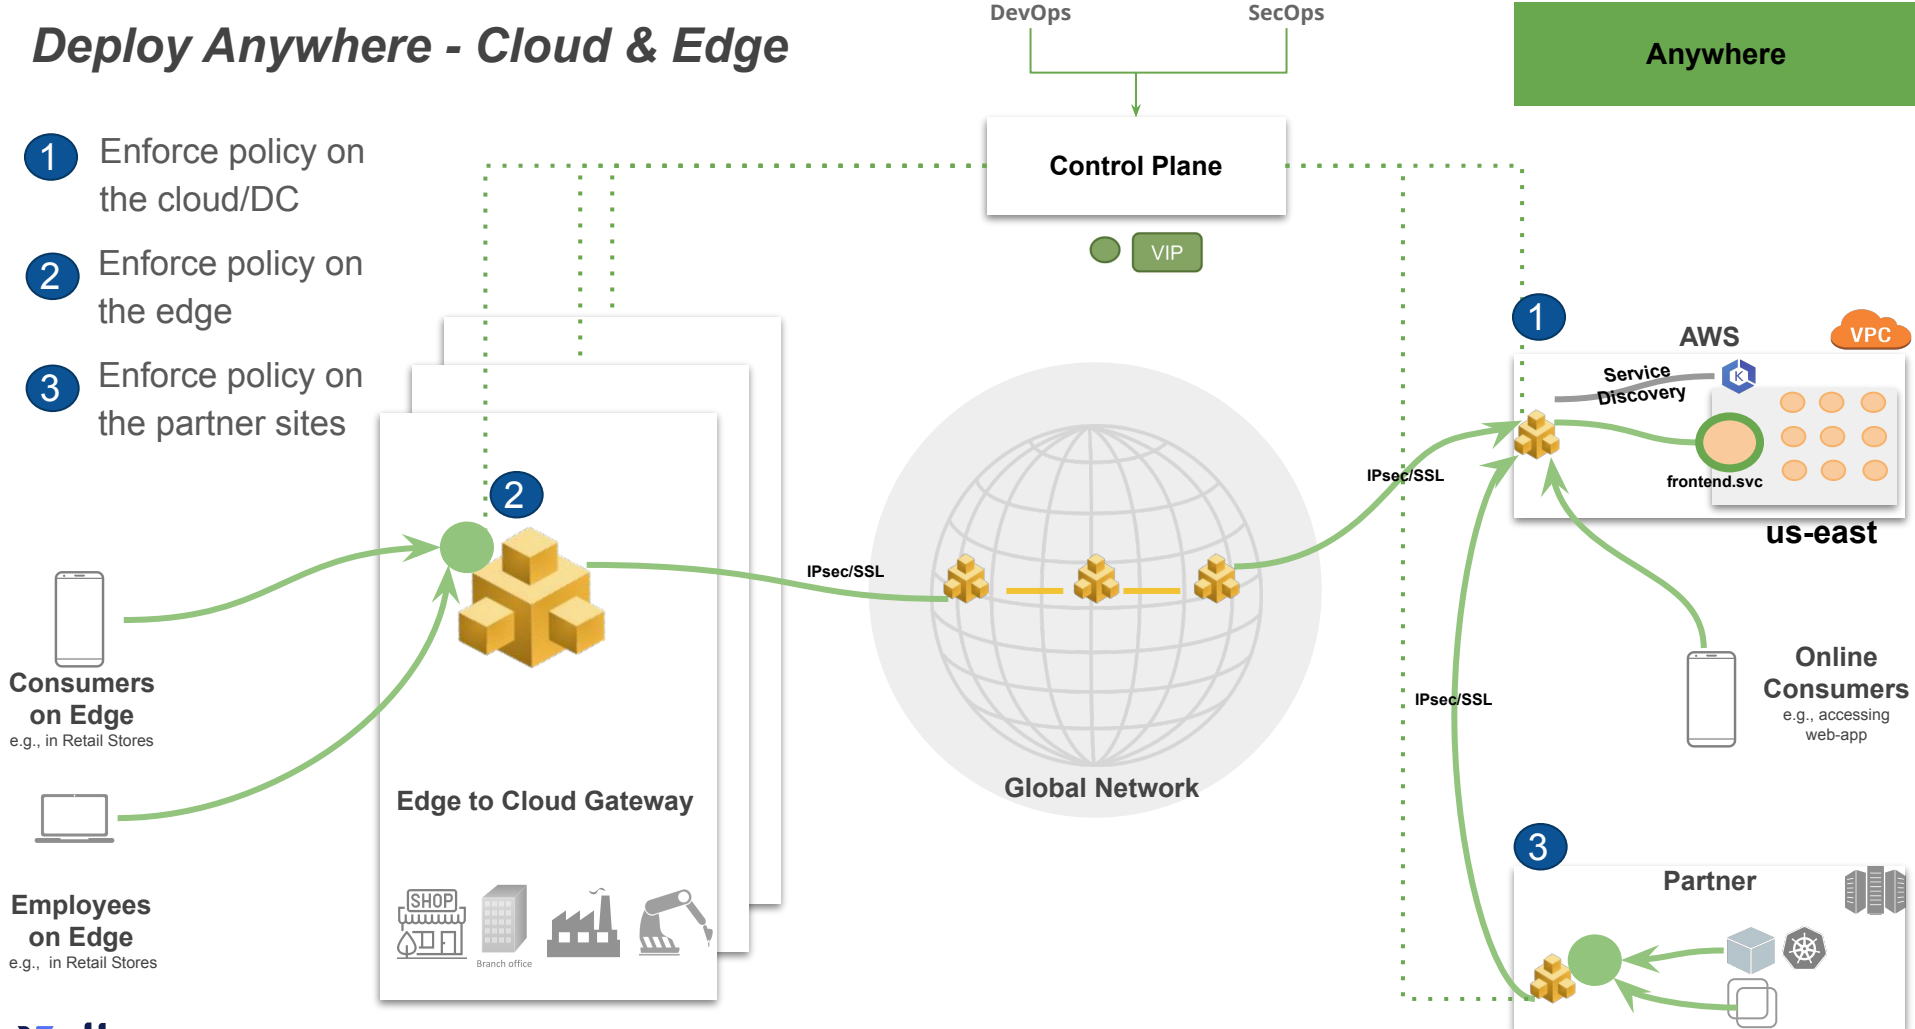 Deploy Anywhere - Cloud & Edge
DevOps
SecOps
Anywhere
1
Enforce policy on
the cloud/DC
2
Enforce policy on
the edge
3
Enforce policy on
the partner sites
Control Plane
VIP
1
AWS
VPC
Service
Discovery
K
frontend.svc
us-east
2
IPsec/SSL
IPsec/SSL
IPsec/SSL
Consumers
on Edge
e.g., in Retail Stores
Employees
on Edge
e.g., in Retail Stores
Edge to Cloud Gateway
SHOP
Branch office
Global Network
Online
Consumers
e.g., accessing
web-app
3
Partner